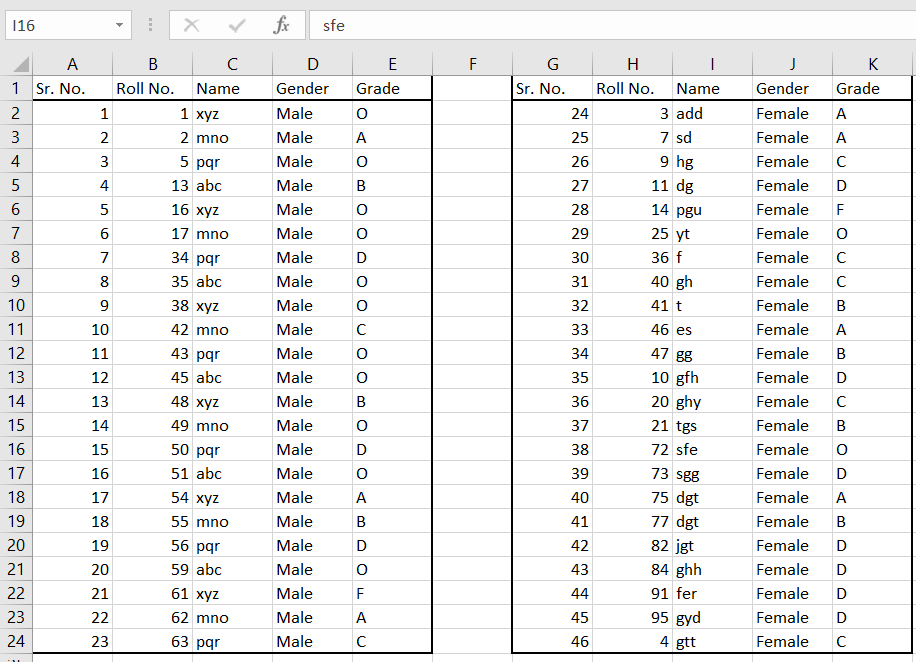 I16 fx sfe
A B C D E F G H I J K
1 Sr. No. Roll No. Name Gender Grade Sr. No. Roll No. Name Gender Grade
2 1 1 xyz Male O 24 3 add Female A
3 2 2 mno Male A 25 7 sd Female A
4 3 5 pqr Male O 26 9 hg Female C
5 4 13 abc Male B 27 11 dg Female D
6 5 16 xyz Male O 28 14 pgu Female F
7 6 17 mno Male O 29 25 yt Female O
8 7 34 pqr Male D 30 36 f Female C
9 8 35 abc Male O 31 40 gh Female C
10 9 38 xyz Male O 32 41 t Female B
11 10 42 mno Male C 33 46 es Female A
12 11 43 pqr Male O 34 47 gg Female B
13 12 45 abc Male O 35 10 gfh Female D
14 13 48 xyz Male B 36 20 ghy Female C
15 14 49 mno Male O 37 21 tgs Female B
16 15 50 pqr Male D 38 72 sfe Female O
17 16 51 abc Male O 39 73 sgg Female D
18 17 54 xyz Male A 40 75 dgt Female A
19 18 55 mno Male B 41 77 dgt Female B
20 19 56 pqr Male D 42 82 jgt Female D
21 20 59 abc Male O 43 84 ghh Female D
22 21 61 xyz Male F 44 91 fer Female D
23 22 62 mno Male A 45 95 gyd Female D
24 23 63 pqr Male C 46 4 gtt Female C